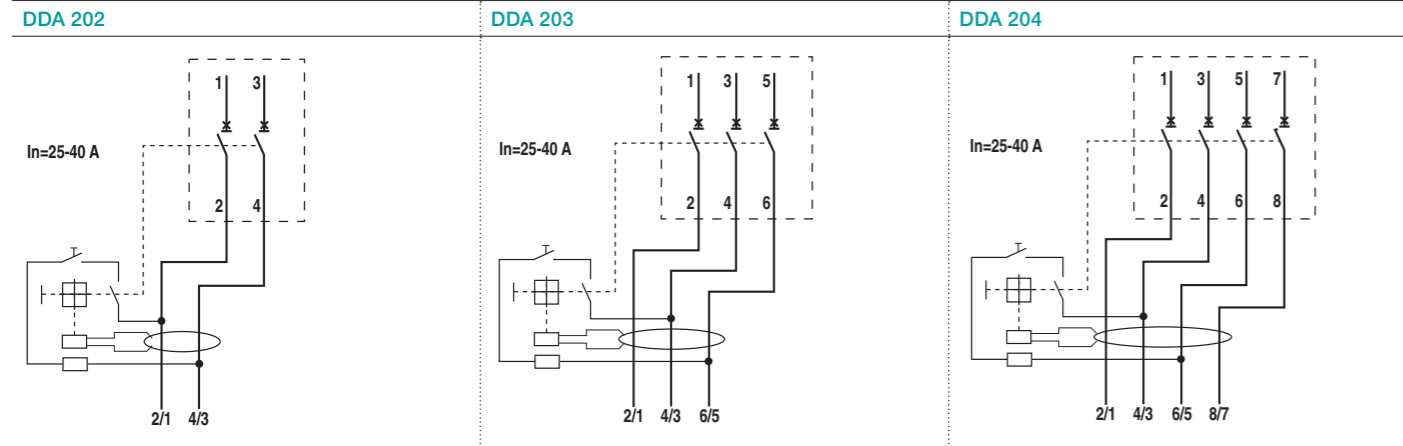 DDA 202
1 3
In=25-40 A
2 4
2/1 4/3
DDA 203
1 3 5
In=25-40 A
2 4 6
2/1 4/3 6/5
DDA 204
1 3 5 7
In=25-40 A
2 4 6 8
2/1 4/3 6/5 8/7